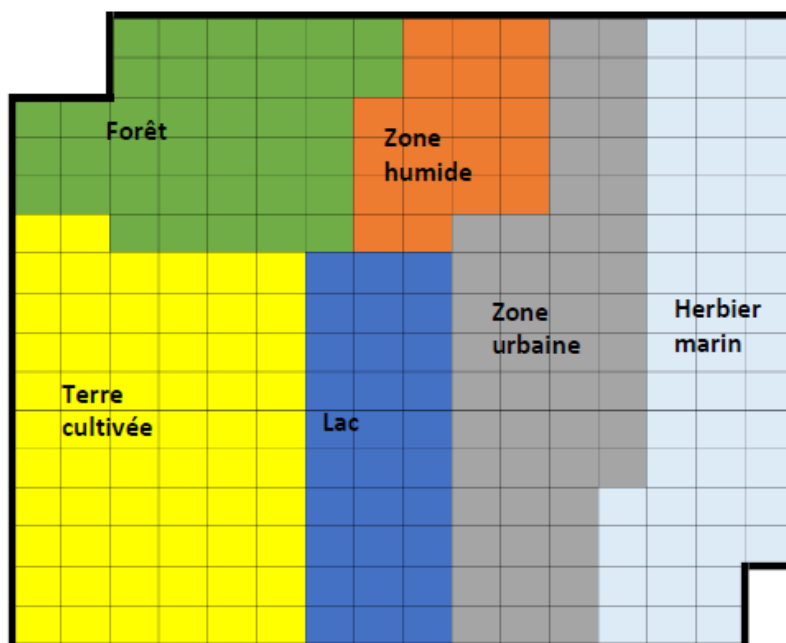 Forêt
Zone
humide
Zone
urbaine
Herbier
marin
Terre
cultivée
Lac